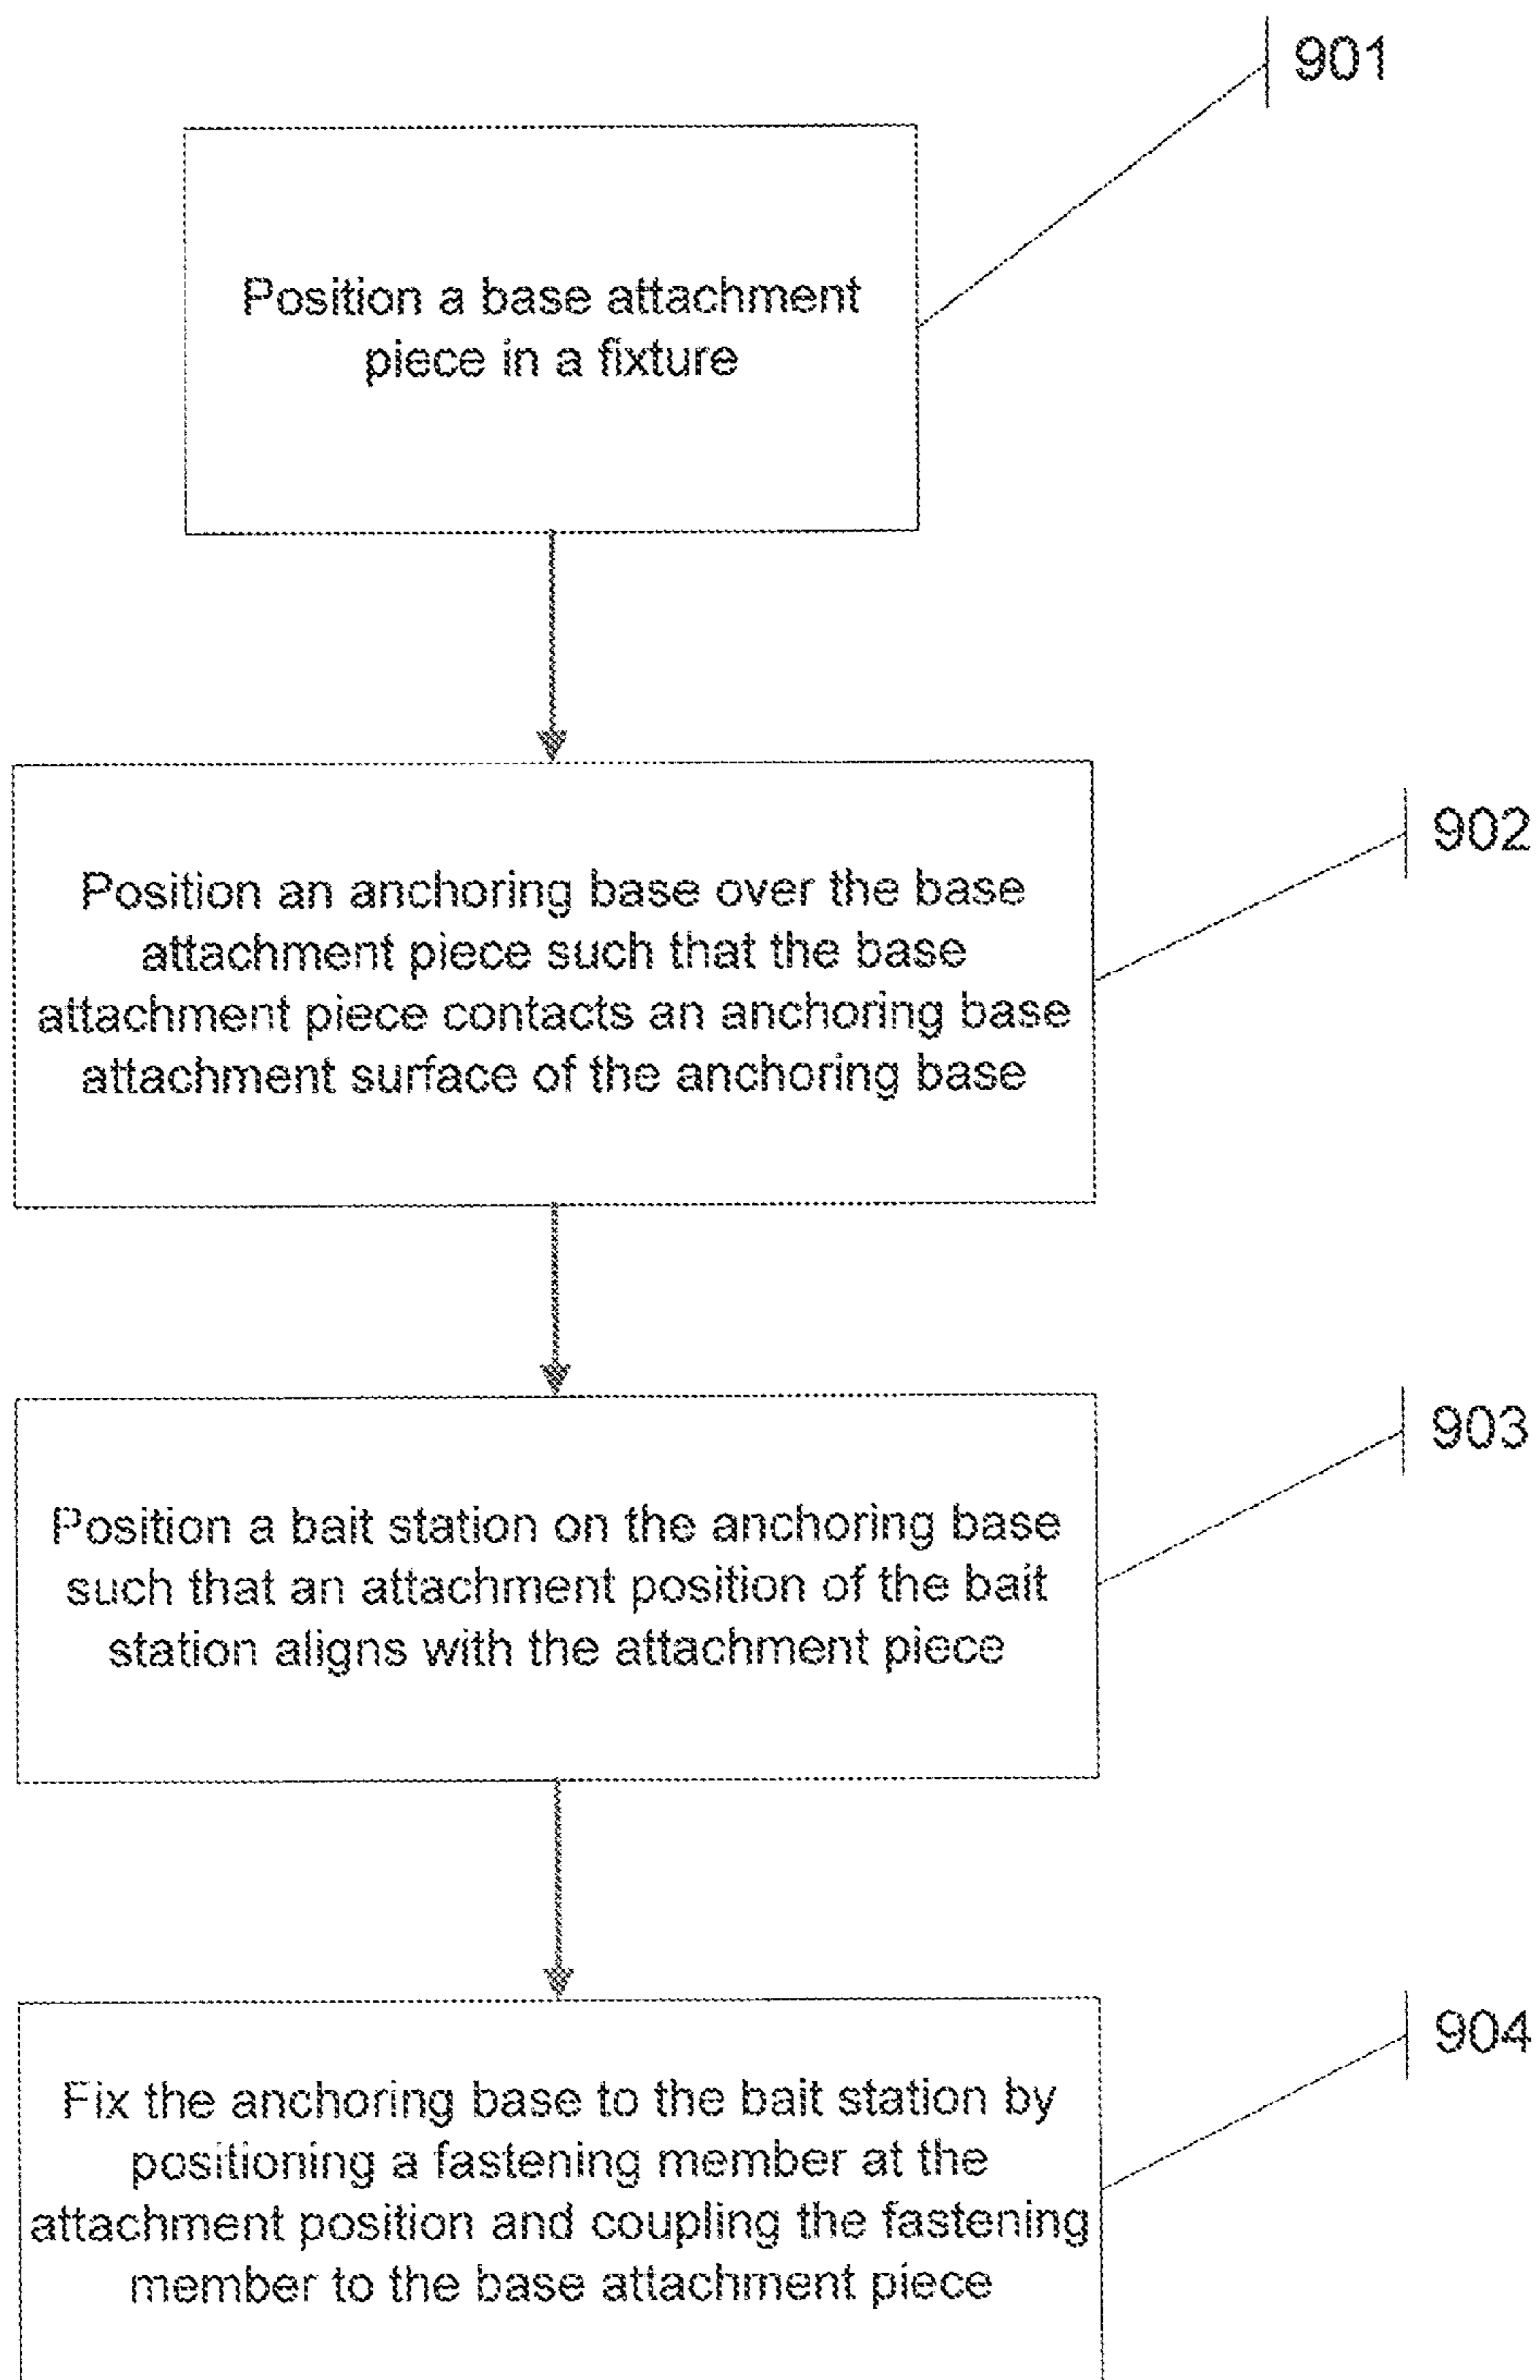 901
Position a base attachment
piece in a fixture
902
Position an anchoring base over the base
attachment piece such that the base
attachment piece contacts an anchoring base
attachment surface of the anchoring base
903
Position a bait station on the anchoring base
such that an attachment position of the bait
station aligns with the attachment piece
904
Fix the anchoring base to the bait station by
positioning a fastening member at the
attachment position and coupling the fastening
member to the base attachment piece